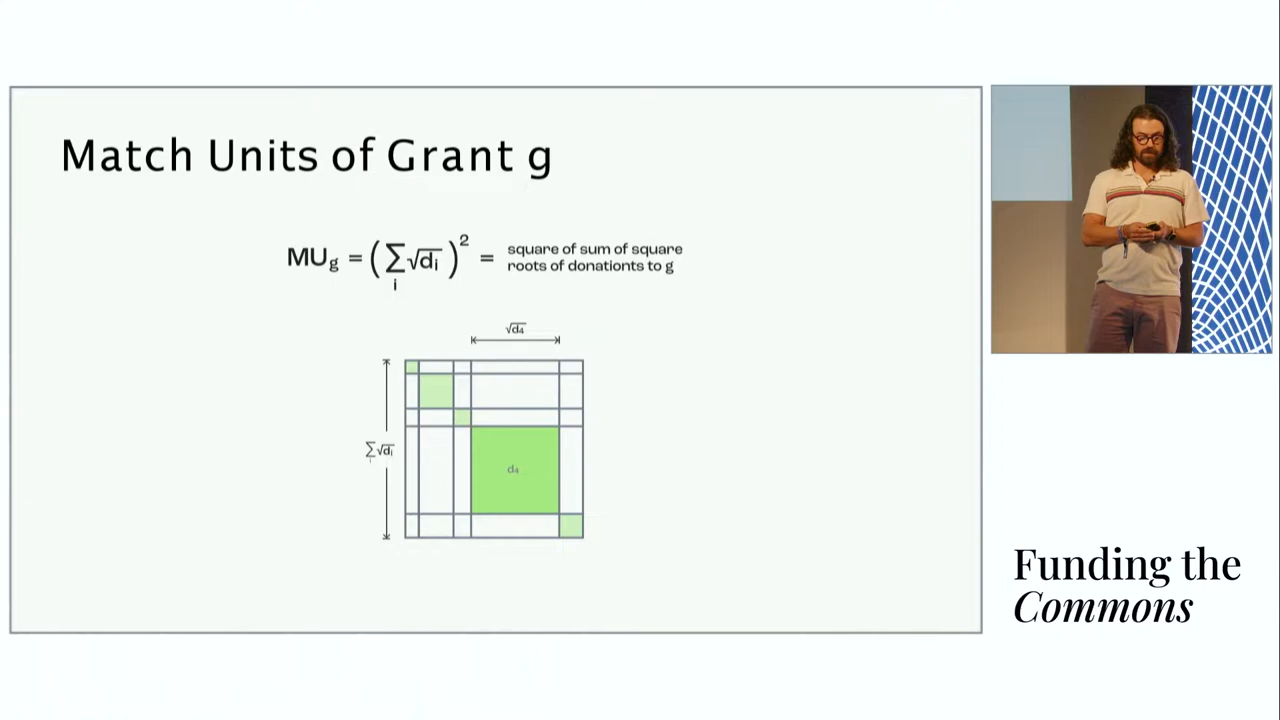 Match Units of Grant g
MU_g = (∑_i √d_i)^2 = square of sum of square
roots of donationts to g
√d₄
∑√d_i
d₄
Funding the
Commons